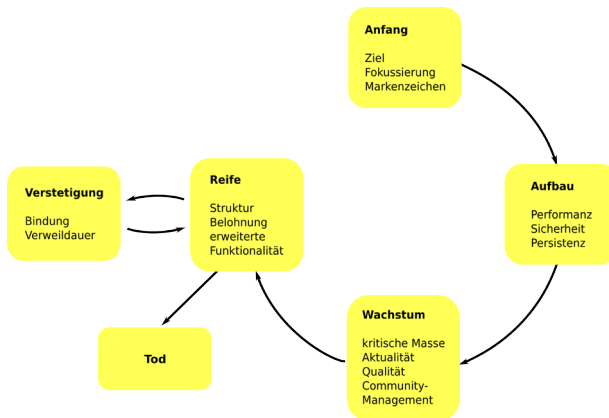 Anfang
Ziel
Fokussierung
Markenzeichen
Aufbau
Performanz
Sicherheit
Persistenz
Wachstum
kritische Masse
Aktualität
Qualität
Community-
Management
Reife
Struktur
Belohnung
erweiterte
Funktionalität
Verstetigung
Bindung
Verweildauer
Tod